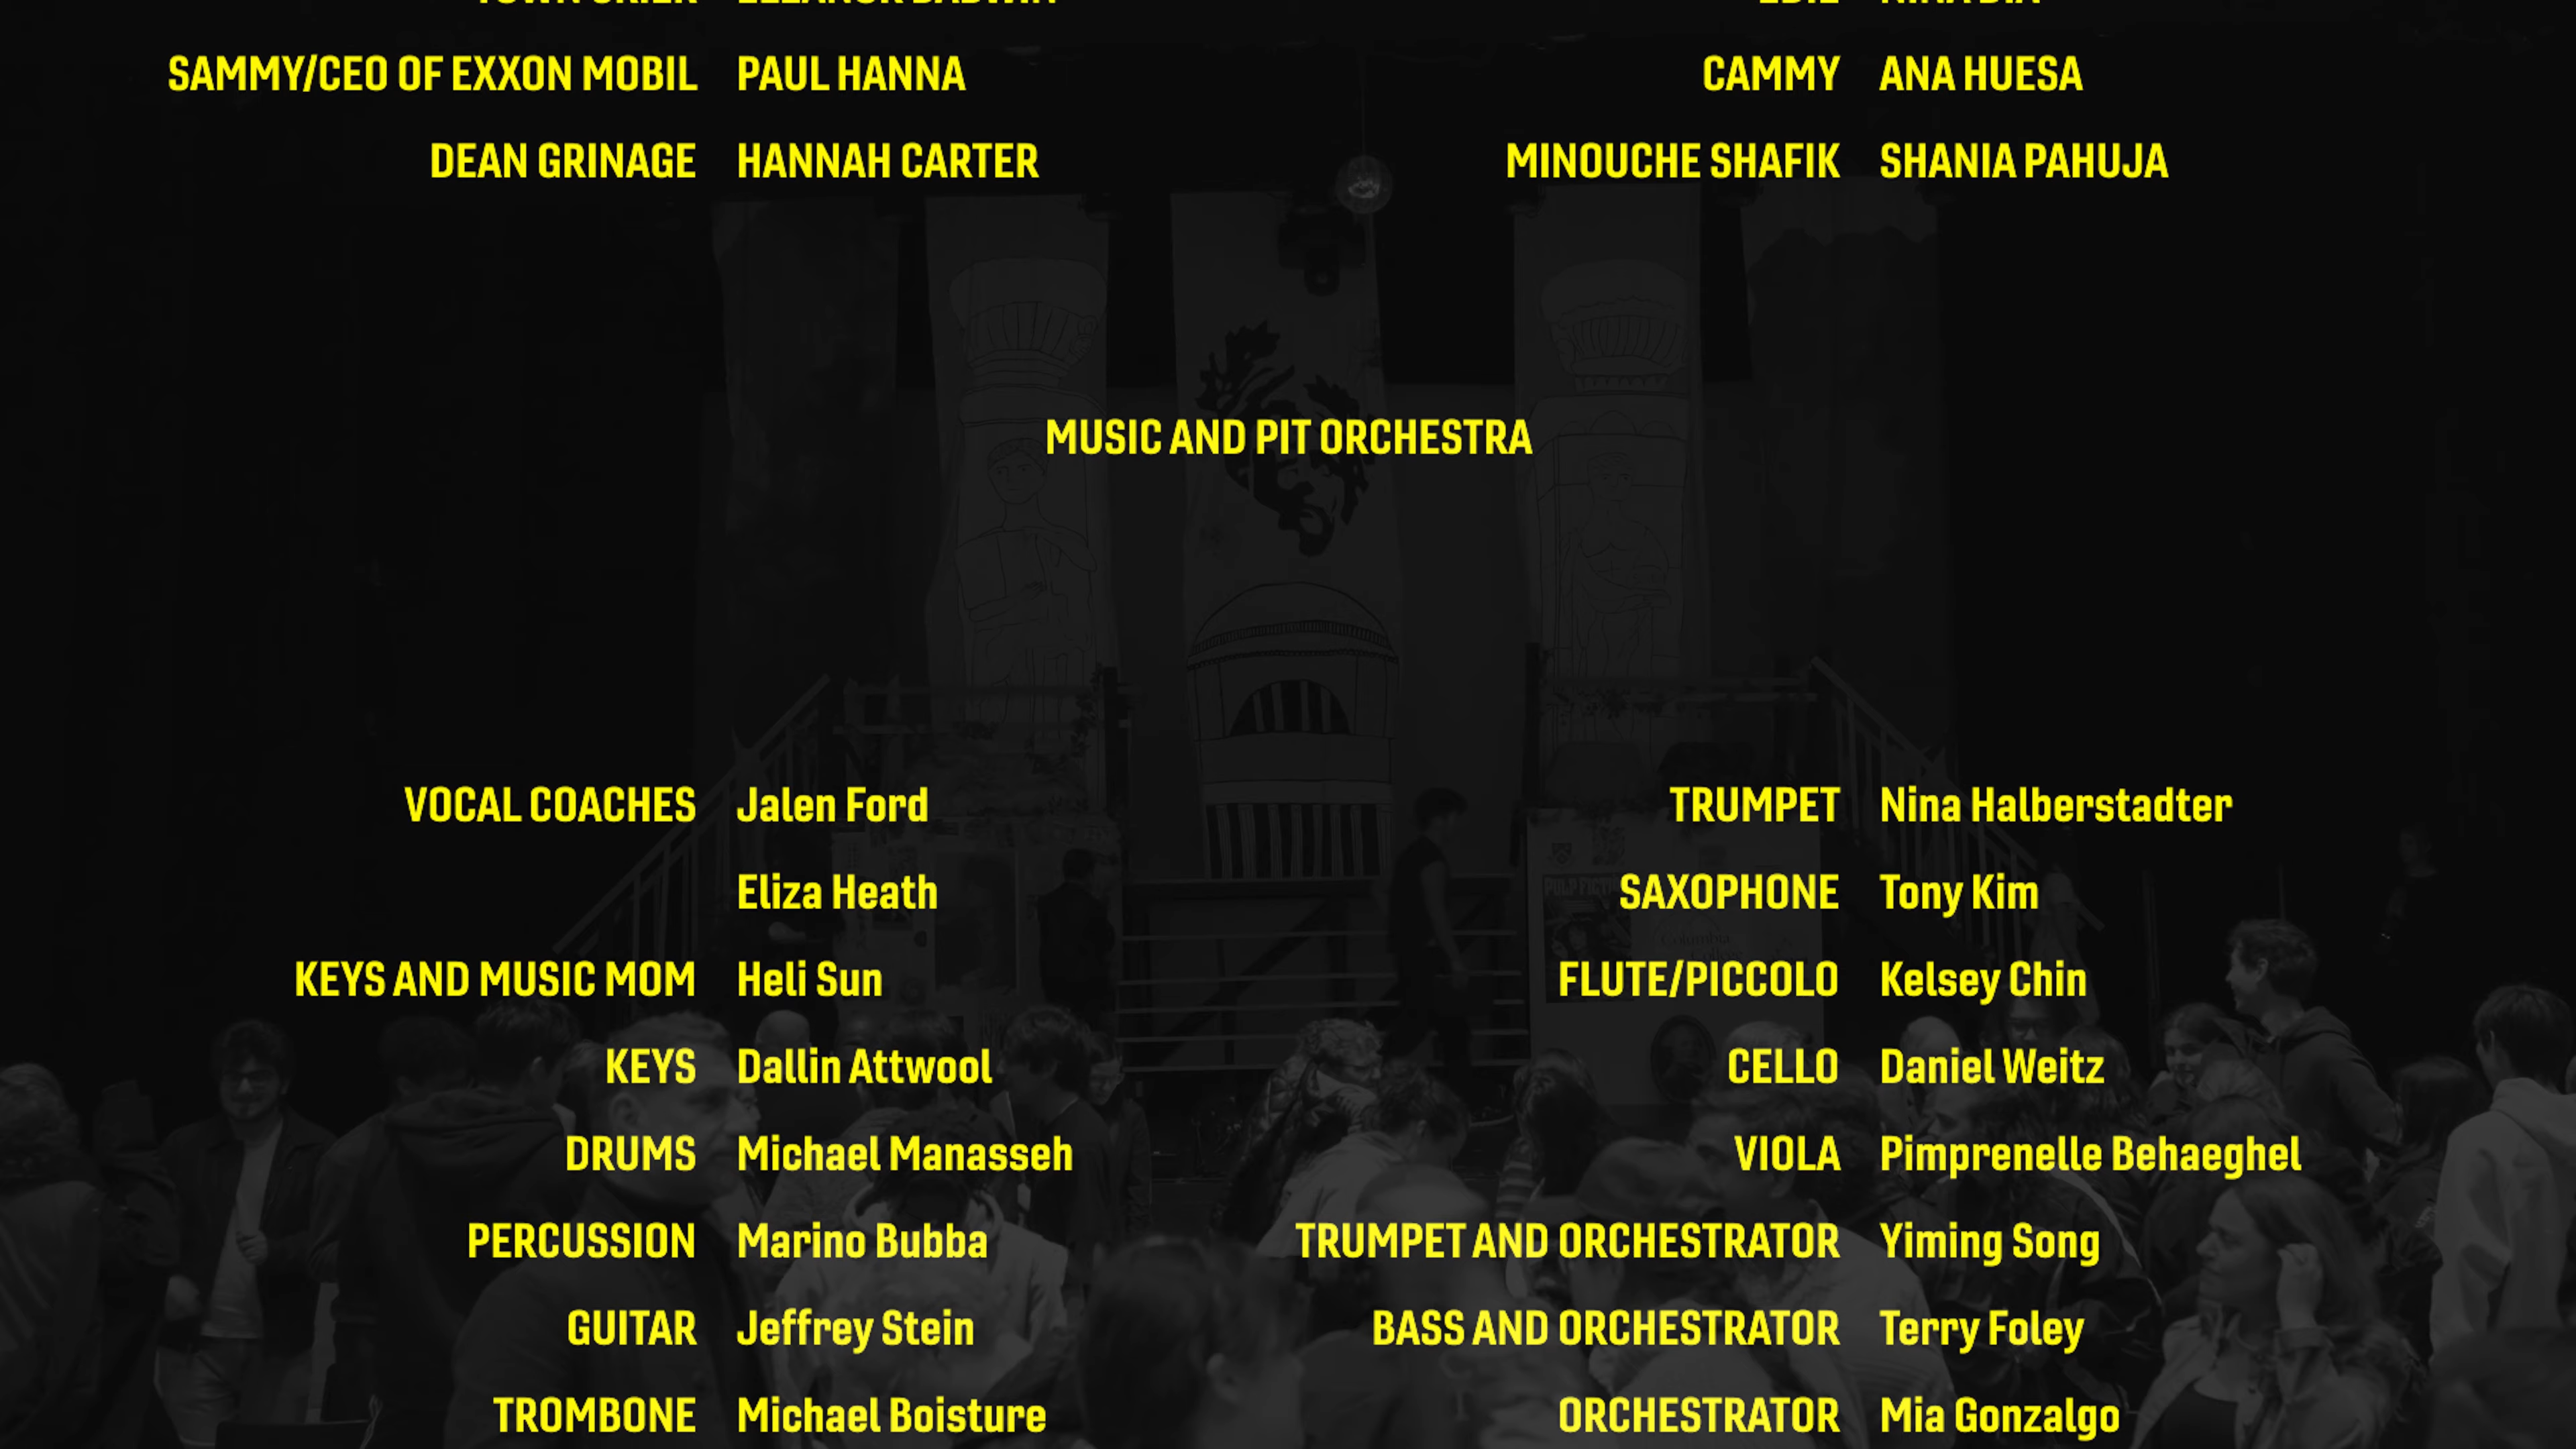 SAMMY/CEO OF EXXON MOBIL PAUL HANNA
CAMMY ANA HUESA
DEAN GRINAGE HANNAH CARTER
MINOUCHE SHAFIK SHANIA PAHUJA
MUSIC AND PIT ORCHESTRA
VOCAL COACHES Jalen Ford
Eliza Heath
KEYS AND MUSIC MOM Heli Sun
KEYS Dallin Attwool
DRUMS Michael Manasseh
PERCUSSION Marino Bubba
GUITAR Jeffrey Stein
TROMBONE Michael Boisture
TRUMPET Nina Halberstadter
SAXOPHONE Tony Kim
FLUTE/PICCOLO Kelsey Chin
CELLO Daniel Weitz
VIOLA Pimprenelle Behaeghel
TRUMPET AND ORCHESTRATOR Yiming Song
BASS AND ORCHESTRATOR Terry Foley
ORCHESTRATOR Mia Gonzalgo
PULP FICTION
Columbia